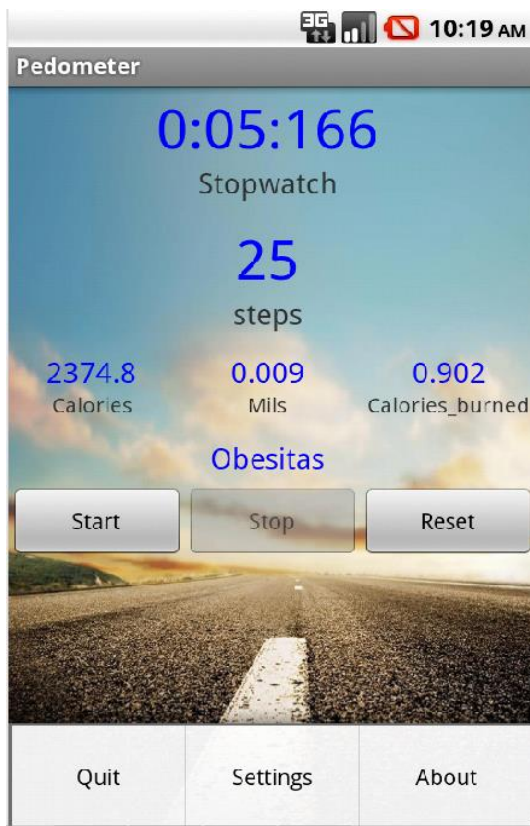 3G 10:19 AM
Pedometer
0:05:166
Stopwatch
25
steps
2374.8 0.009 0.902
Calories Mils Calories_burned
Obesitas
Start Stop Reset
Quit Settings About